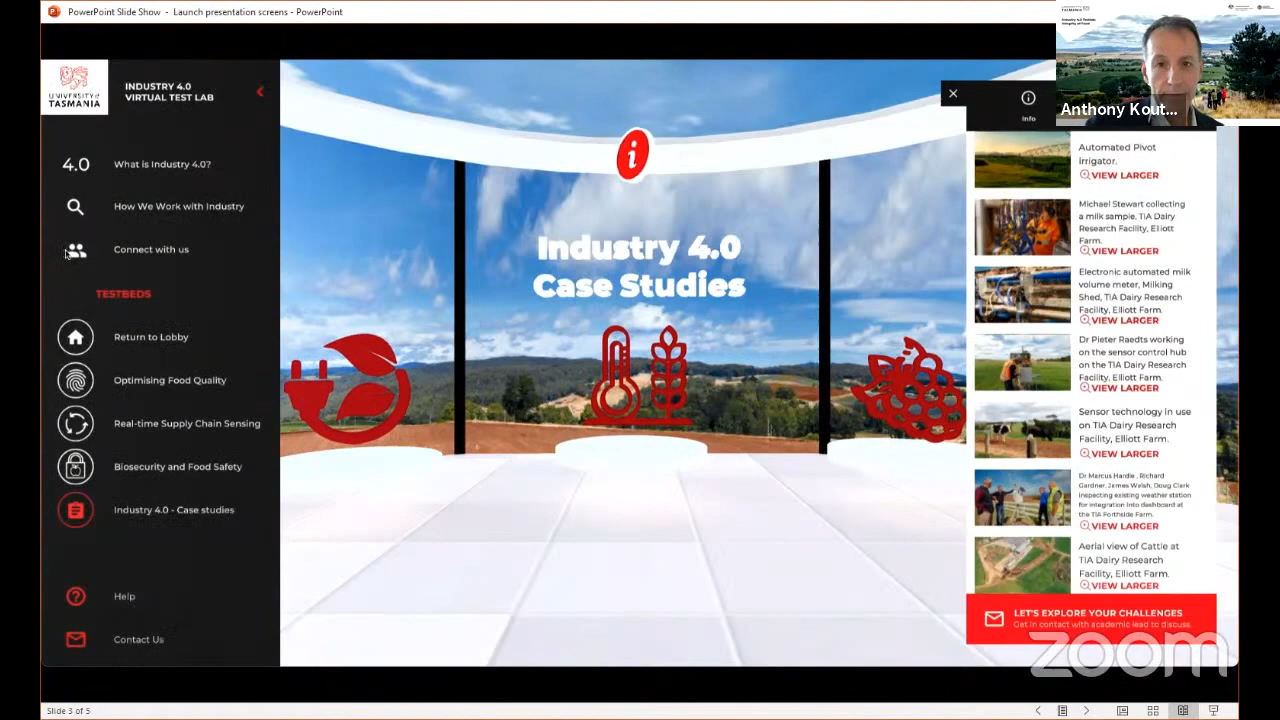 PowerPoint Slide Show - Launch presentation screens - PowerPoint
UNIVERSITY of
TASMANIA
INDUSTRY 4.0
VIRTUAL TEST LAB
4.0 What is Industry 4.0?
How We Work with Industry
Connect with us
TESTBEDS
Return to Lobby
Optimising Food Quality
Real-time Supply Chain Sensing
Biosecurity and Food Safety
Industry 4.0 - Case studies
Help
Contact Us
i
Industry 4.0
Case Studies
Info
Automated Pivot
irrigator.
VIEW LARGER
Michael Stewart collecting
a milk sample, TIA Dairy
Research Facility, Elliott
Farm.
VIEW LARGER
Electronic automated milk
volume meter, Milking
Shed, TIA Dairy Research
Facility, Elliott Farm.
VIEW LARGER
Dr Pieter Raedts working
on the sensor control hub
on the TIA Dairy Research
Facility, Elliott Farm.
VIEW LARGER
Sensor technology in use
on TIA Dairy Research
Facility, Elliott Farm.
VIEW LARGER
Dr Marcus Hardie , Richard
Gardner, James Walsh, Doug Clark
inspecting existing weather station
for integration into dashboard at
the TIA Forthside Farm.
VIEW LARGER
Aerial view of Cattle at
TIA Dairy Research
Facility, Elliott Farm.
VIEW LARGER
LET'S EXPLORE YOUR CHALLENGES
Get in contact with academic lead to discuss.
TASMANIA
Industry 4.0 Testlab
Integrity of Food
Anthony Kout...
zoom
Slide 3 of 5